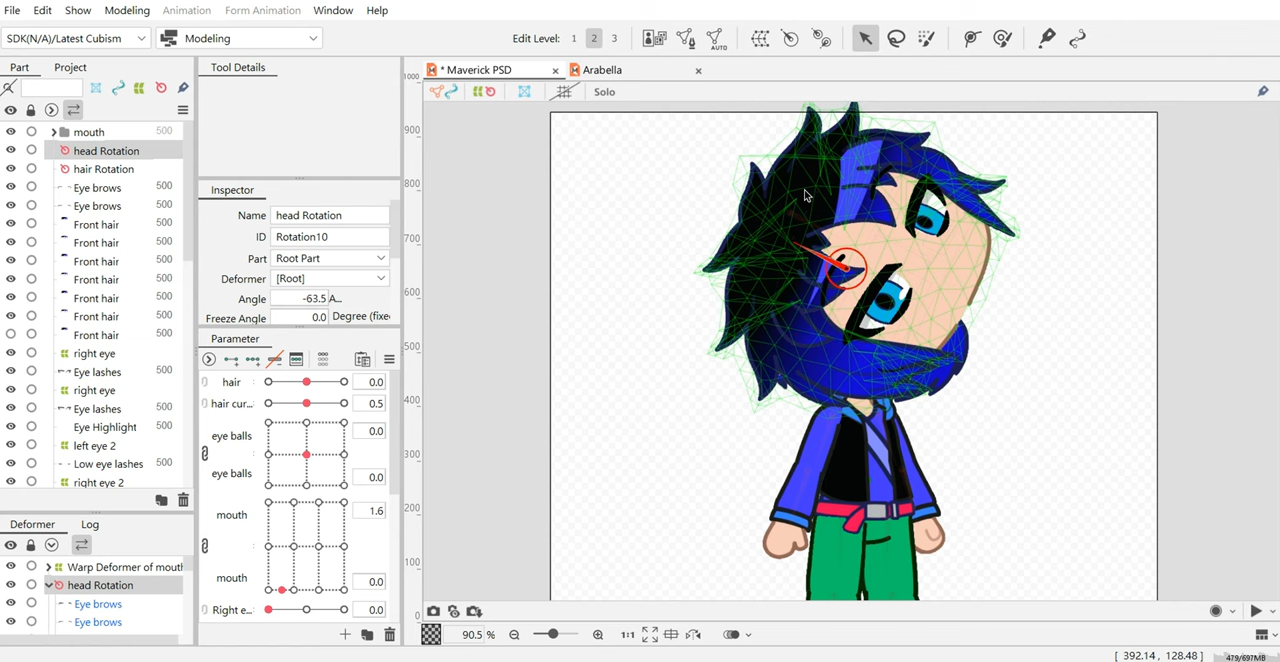 File Edit Show Modeling Animation Form Animation Window Help
SDK(N/A)/Latest Cubism Modeling Edit Level: 1 2 3 AUTO
Part Project
Tool Details
* Maverick PSD Arabella
Solo
mouth 500
head Rotation
hair Rotation
Eye brows 500
Eye brows 500
Front hair 500
Front hair 500
Front hair 500
Front hair 500
Front hair 500
Front hair 500
Front hair 500
right eye
Eye lashes 500
right eye
Eye lashes 500
Eye Highlight 500
left eye 2
Low eye lashes 500
right eye 2
Deformer Log
Warp Deformer of mouth
head Rotation
Eye brows
Eye brows
Inspector
Name head Rotation
ID Rotation10
Part Root Part
Deformer [Root]
Angle -63.5 A...
Freeze Angle 0.0 Degree (fixe
Parameter
hair : 0.0
hair cur... : 0.5
eye balls 0.0
eye balls 0.0
mouth 1.6
mouth 0.0
Right e... : 0.0
1000
900
800
700
600
500
400
300
200
100
0
90.5 % 1:1
[ 392.14 , 128.48 ] 479/697MB